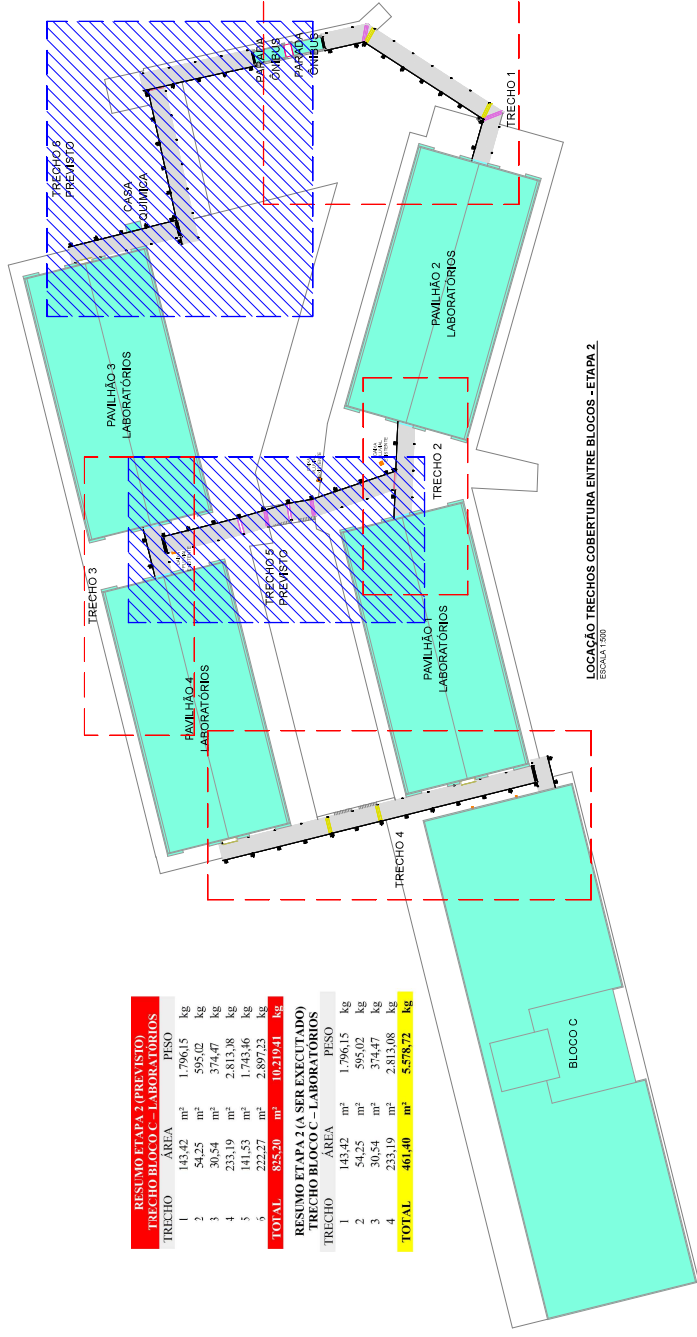 RESUMO ETAPA 2 (PREVISTO)
TRECHO BLOCO C – LABORATÓRIOS
TRECHO ÁREA PESO
1 143,42 m² 1.796,15 kg
2 54,25 m² 595,02 kg
3 30,54 m² 374,47 kg
4 233,19 m² 2.813,08 kg
5 141,53 m² 1.743,46 kg
6 222,27 m² 2.897,23 kg
TOTAL 825,20 m² 10.219,41 kg
RESUMO ETAPA 2 (A SER EXECUTADO)
TRECHO BLOCO C – LABORATÓRIOS
TRECHO ÁREA PESO
1 143,42 m² 1.796,15 kg
2 54,25 m² 595,02 kg
3 30,54 m² 374,47 kg
4 233,19 m² 2.813,08 kg
TOTAL 461,40 m² 5.578,72 kg
BLOCO C
TRECHO 4
PAVILHÃO 4
LABORATÓRIOS
TRECHO 3
PAVILHÃO 1
LABORATÓRIOS
TRECHO 5
PREVISTO
TRECHO 2
PAVILHÃO 3
LABORATÓRIOS
PAVILHÃO 2
LABORATÓRIOS
TRECHO 6
PREVISTO
CASA
QUIMICA
PARADA
ÔNIBUS
PARADA
ÔNIBUS
TRECHO 1
LOCAÇÃO TRECHOS COBERTURA ENTRE BLOCOS - ETAPA 2
ESCALA 1:500